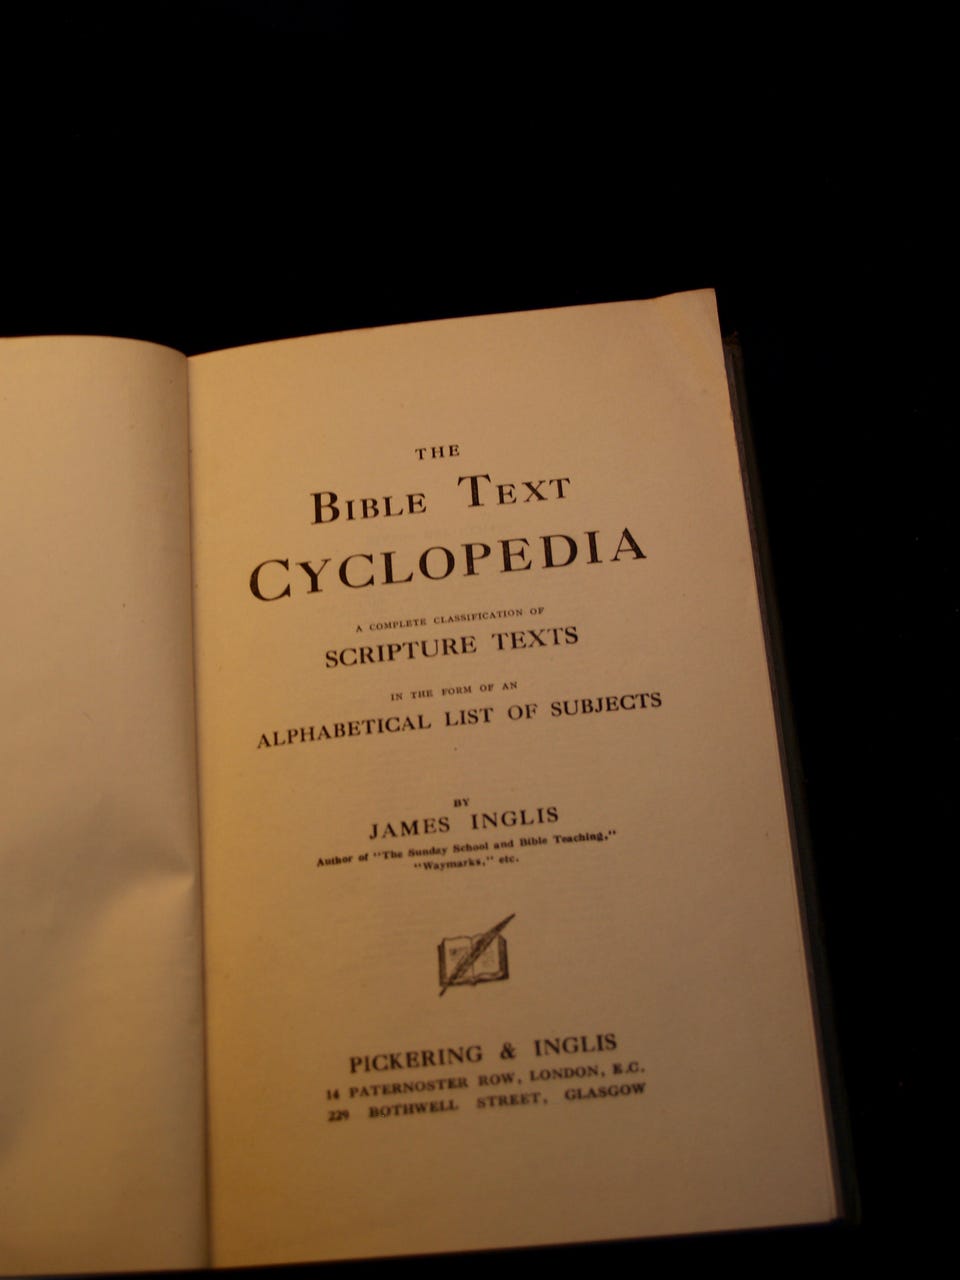 THE
BIBLE TEXT
CYCLOPEDIA
A COMPLETE CLASSIFICATION OF
SCRIPTURE TEXTS
IN THE FORM OF AN
ALPHABETICAL LIST OF SUBJECTS
BY
JAMES INGLIS
Author of "The Sunday School and Bible Teaching,"
"Waymarks," etc.
PICKERING & INGLIS
14 PATERNOSTER ROW, LONDON, E.C.
229 BOTHWELL STREET, GLASGOW